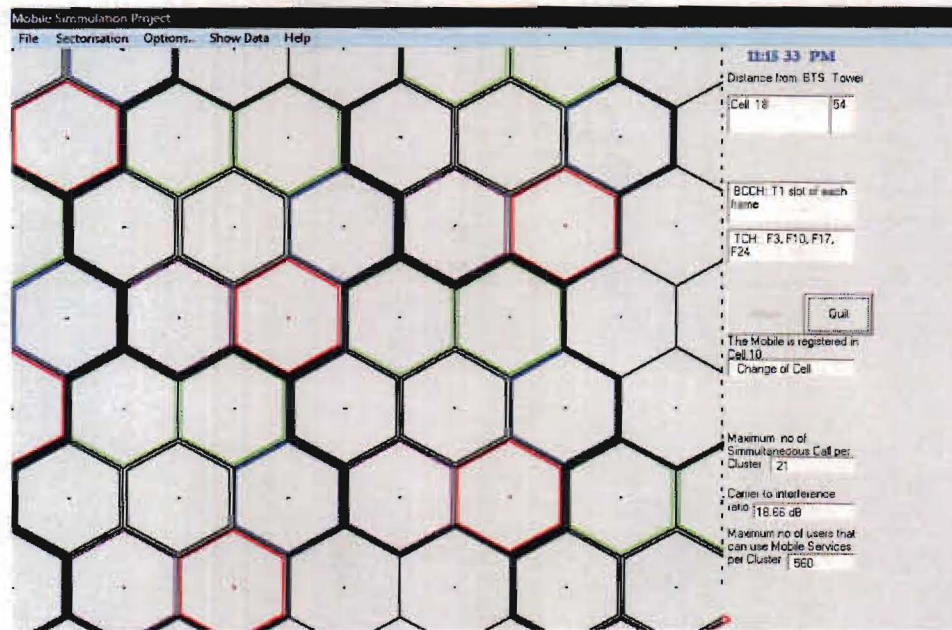 Mobile Simmulation Project
File Sectorisation Options.. Show Data Help
11:15 33 PM
Distance from BTS Tower
Cell 18 54
BCCH: T1 slot of each
frame
TCH: F3, F10, F17,
F24
Quit
The Mobile is registered in
Cell 10
Change of Cell
Maximum no of
Simmultaneous Call per
Cluster 21
Carrier to interference
ratio 18.66 dB
Maximum no of users that
can use Mobile Services
per Cluster 560